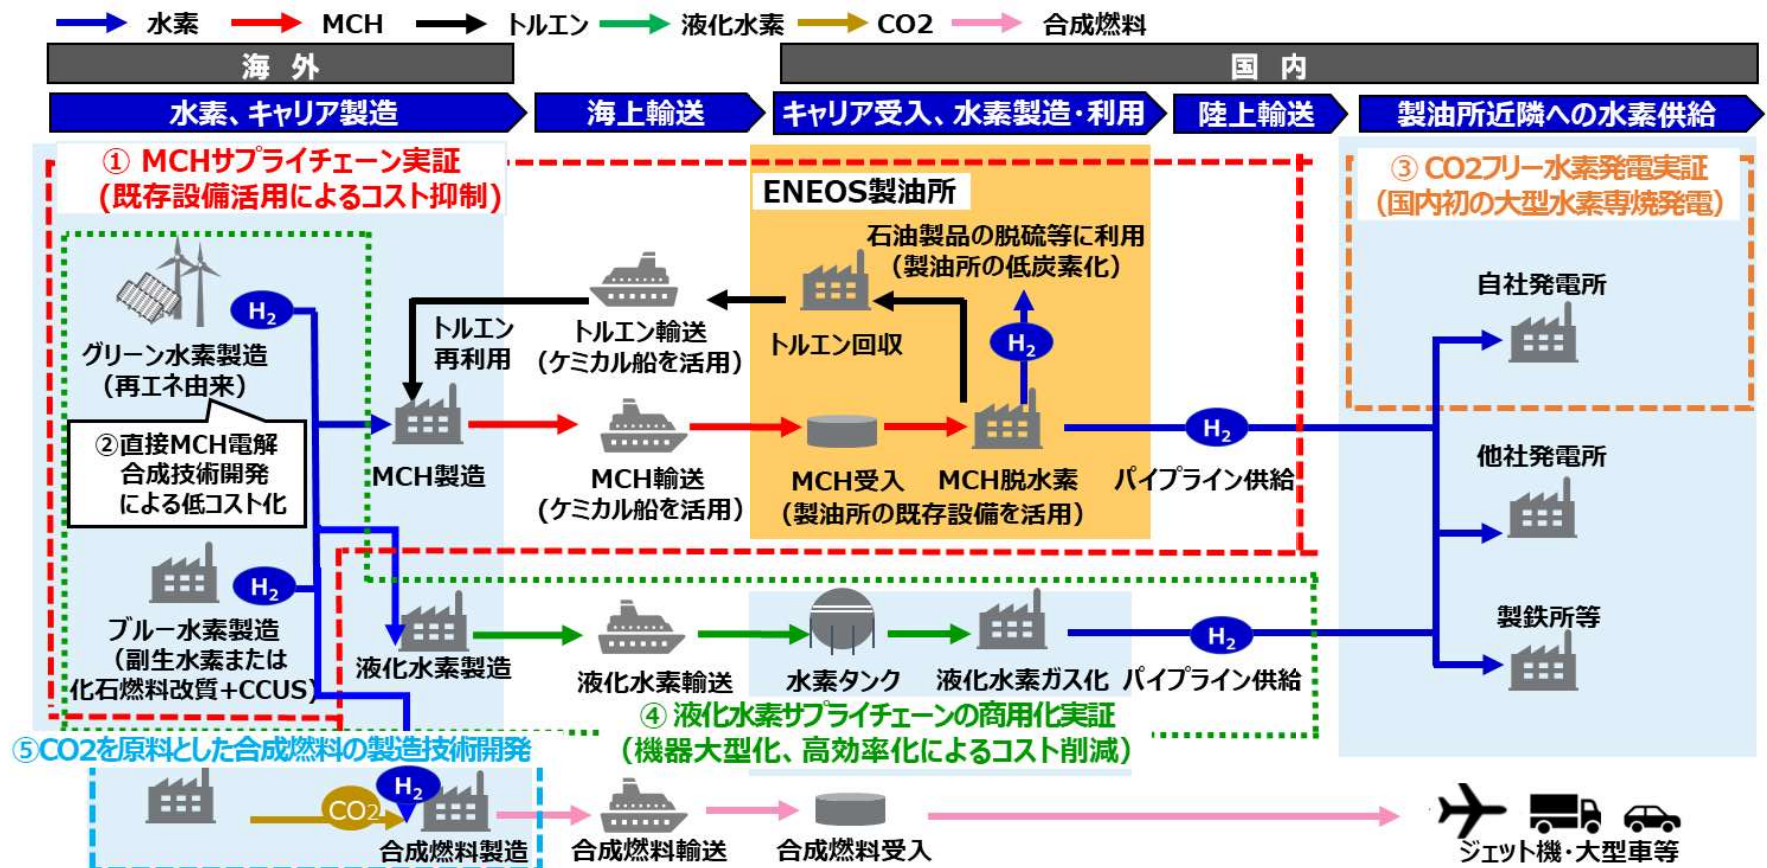 水素
MCH
トルエン
液化水素
CO2
合成燃料
海 外
国 内
水素、キャリア製造
海上輸送
キャリア受入、水素製造・利用
陸上輸送
製油所近隣への水素供給
① MCHサプライチェーン実証
(既存設備活用によるコスト抑制)
ENEOS製油所
③ CO2フリー水素発電実証
(国内初の大型水素専焼発電)
石油製品の脱硫等に利用
(製油所の低炭素化)
H2
グリーン水素製造
(再エネ由来)
トルエン
再利用
トルエン輸送
(ケミカル船を活用)
トルエン回収
H2
自社発電所
②直接MCH電解
合成技術開発
による低コスト化
MCH製造
MCH輸送
(ケミカル船を活用)
MCH受入
MCH脱水素
(製油所の既存設備を活用)
H2
パイプライン供給
他社発電所
H2
ブルー水素製造
(副生水素または
化石燃料改質+CCUS)
液化水素製造
液化水素輸送
水素タンク
液化水素ガス化
H2
パイプライン供給
製鉄所等
④ 液化水素サプライチェーンの商用化実証
(機器大型化、高効率化によるコスト削減)
⑤CO2を原料とした合成燃料の製造技術開発
CO2
H2
合成燃料製造
合成燃料輸送
合成燃料受入
ジェット機・大型車等